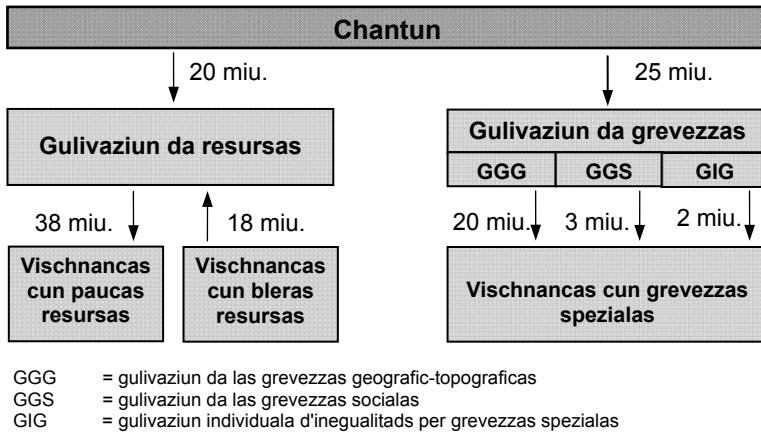 Chantun
20 miu.
25 miu.
Gulivaziun da resursas
Gulivaziun da grevezzas
GGG
GGS
GIG
38 miu.
18 miu.
20 miu.
3 miu.
2 miu.
Vischnancas
cun paucas
resursas
Vischnancas
cun bleras
resursas
Vischnancas cun grevezzas
spezialas
GGG = gulivaziun da las grevezzas geografic-topograficas
GGS = gulivaziun da las grevezzas socialas
GIG = gulivaziun individuala d'inegualitads per grevezzas spezialas